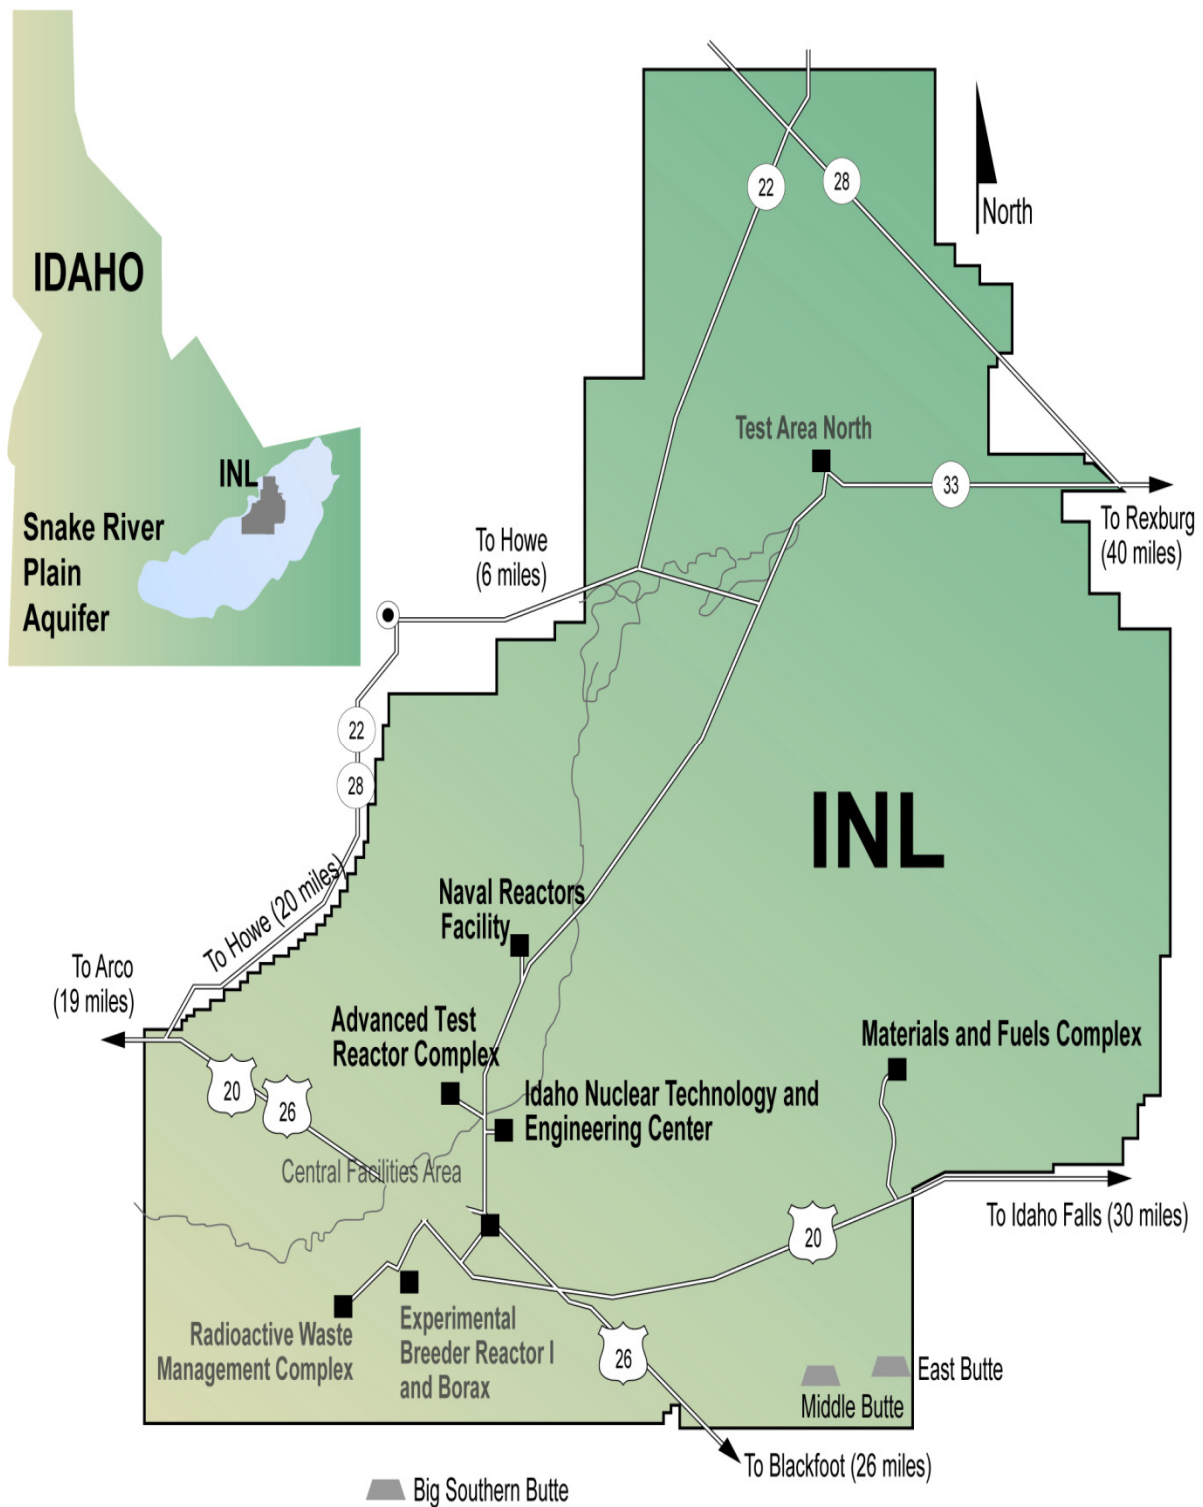 IDAHO
INL
Snake River
Plain
Aquifer
North
22
28
Test Area North
33
To Rexburg
(40 miles)
To Howe
(6 miles)
22
28
INL
To Howe (20 miles)
Naval Reactors
Facility
To Arco
(19 miles)
Advanced Test
Reactor Complex
Materials and Fuels Complex
20
26
Idaho Nuclear Technology and
Engineering Center
Central Facilities Area
To Idaho Falls (30 miles)
20
Radioactive Waste
Management Complex
Experimental
Breeder Reactor I
and Borax
26
East Butte
Middle Butte
To Blackfoot (26 miles)
Big Southern Butte